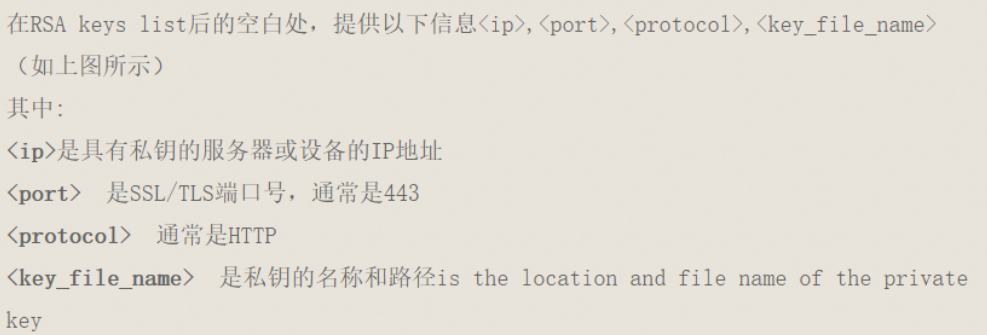 在RSA keys list后的空白处，提供以下信息<ip>,<port>,<protocol>,<key_file_name>
（如上图所示）
其中:
<ip>是具有私钥的服务器或设备的IP地址
<port> 是SSL/TLS端口号，通常是443
<protocol> 通常是HTTP
<key_file_name> 是私钥的名称和路径is the location and file name of the private
key